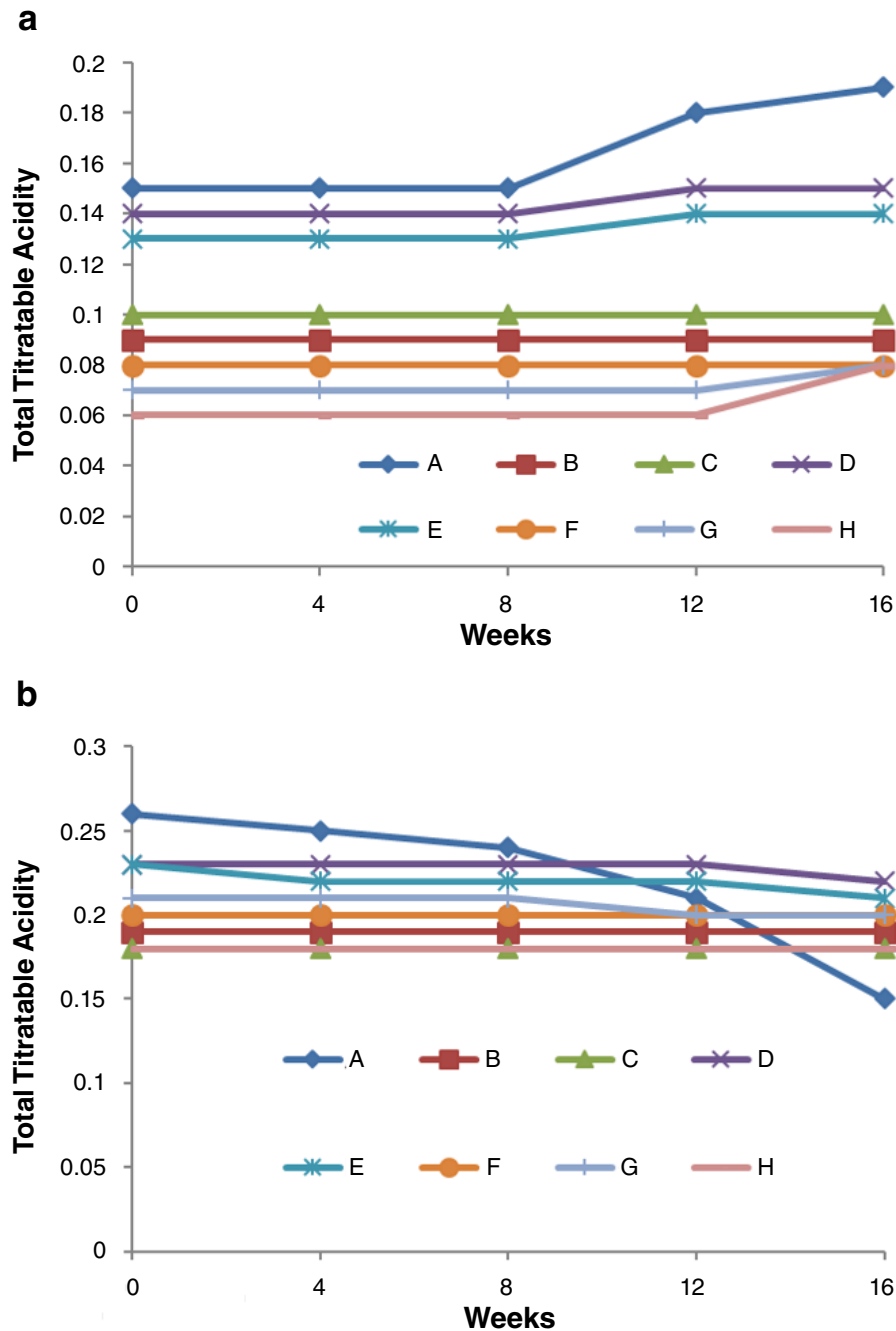 a
Total Titratable Acidity
0.2
0.18
0.16
0.14
0.12
0.1
0.08
0.06
0.04
0.02
0
A B C D
E F G H
0 4 8 12 16
Weeks
b
Total Titratable Acidity
0.3
0.25
0.2
0.15
0.1
0.05
0
A B C D
E F G H
0 4 8 12 16
Weeks